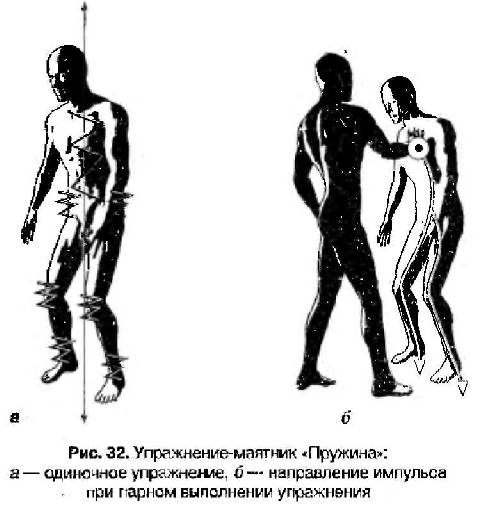 а
б
Рис. 32. Упражнение-маятник «Пружина»:
а — одиночное упражнение, б — направление импульса
при парном выполнении упражнения